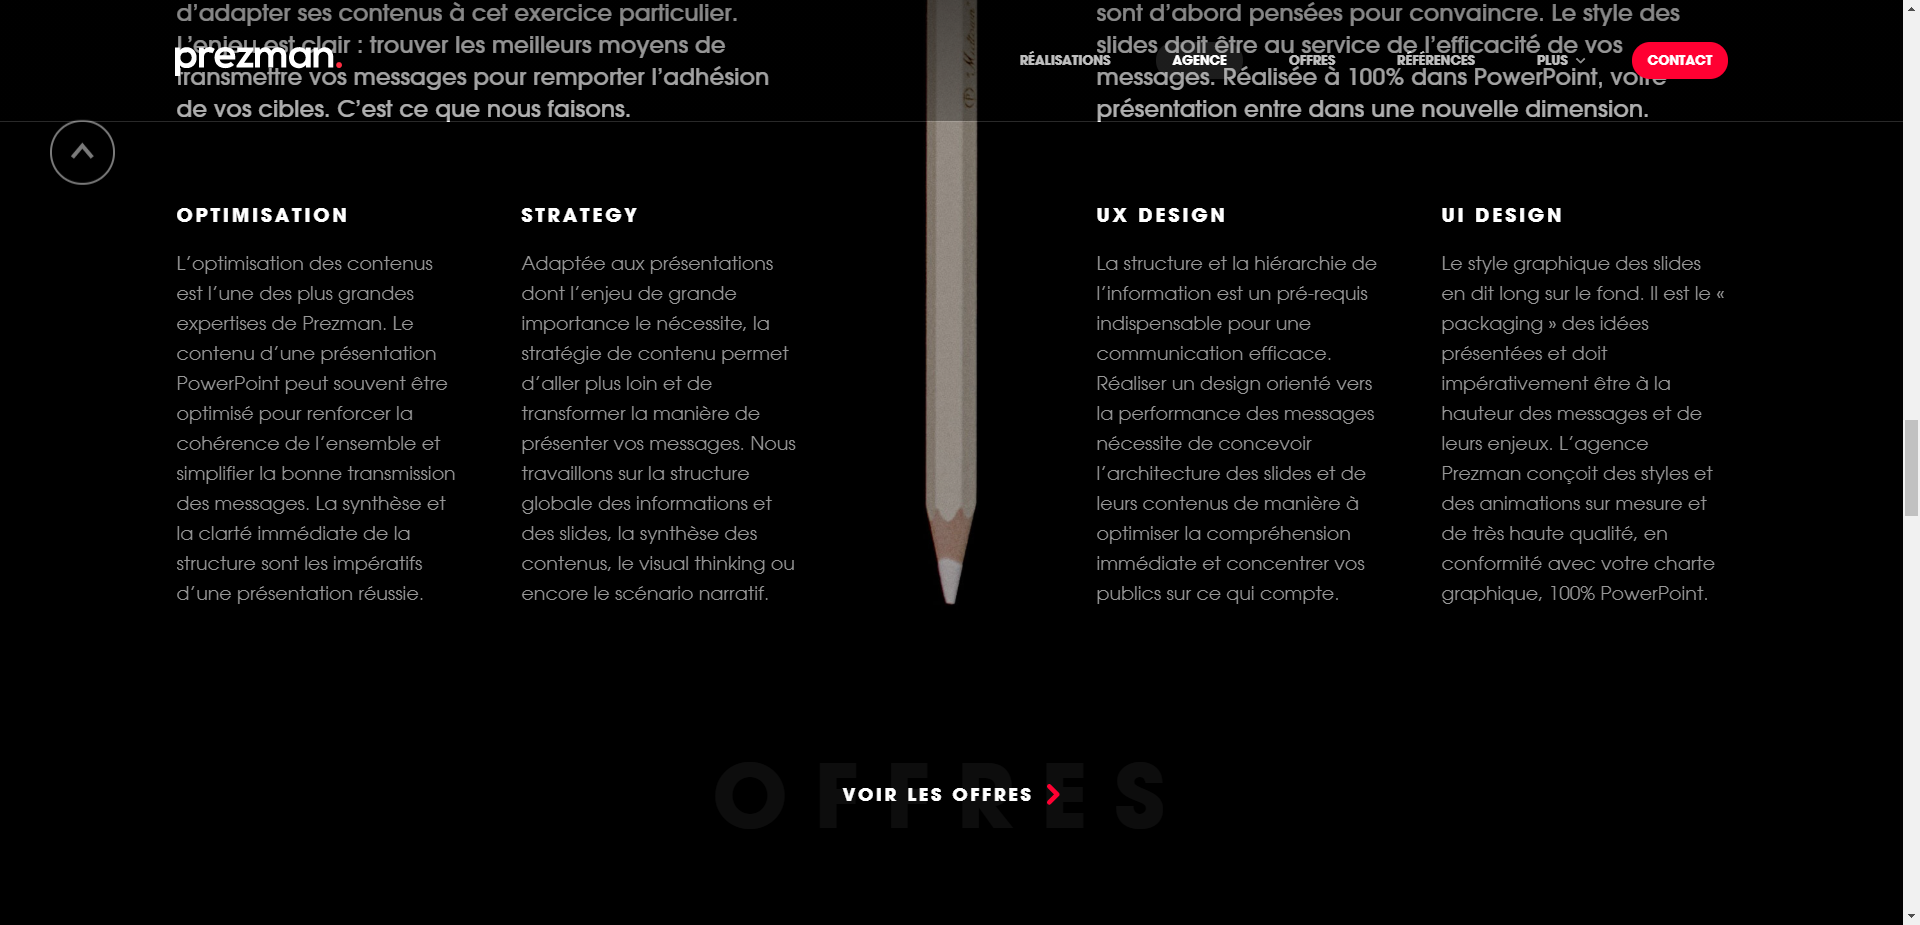 d’adapter ses contenus à cet exercice particulier.
L’enjeu est clair : trouver les meilleurs moyens de
transmettre vos messages pour remporter l’adhésion
de vos cibles. C’est ce que nous faisons.
sont d’abord pensées pour convaincre. Le style des
slides doit être au service de l’efficacité de vos
messages. Réalisée à 100% dans PowerPoint, votre
présentation entre dans une nouvelle dimension.
prezman.
RÉALISATIONS
AGENCE
OFFRES
RÉFÉRENCES
PLUS
CONTACT
OPTIMISATION
L’optimisation des contenus
est l’une des plus grandes
expertises de Prezman. Le
contenu d’une présentation
PowerPoint peut souvent être
optimisé pour renforcer la
cohérence de l’ensemble et
simplifier la bonne transmission
des messages. La synthèse et
la clarté immédiate de la
structure sont les impératifs
d’une présentation réussie.
STRATEGY
Adaptée aux présentations
dont l’enjeu de grande
importance le nécessite, la
stratégie de contenu permet
d’aller plus loin et de
transformer la manière de
présenter vos messages. Nous
travaillons sur la structure
globale des informations et
des slides, la synthèse des
contenus, le visual thinking ou
encore le scénario narratif.
UX DESIGN
La structure et la hiérarchie de
l’information est un pré-requis
indispensable pour une
communication efficace.
Réaliser un design orienté vers
la performance des messages
nécessite de concevoir
l’architecture des slides et de
leurs contenus de manière à
optimiser la compréhension
immédiate et concentrer vos
publics sur ce qui compte.
UI DESIGN
Le style graphique des slides
en dit long sur le fond. Il est le «
packaging » des idées
présentées et doit
impérativement être à la
hauteur des messages et de
leurs enjeux. L’agence
Prezman conçoit des styles et
des animations sur mesure et
de très haute qualité, en
conformité avec votre charte
graphique, 100% PowerPoint.
OFFRES
VOIR LES OFFRES